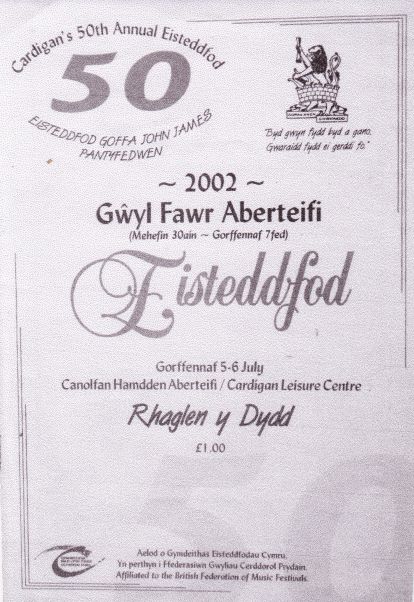 Cardigan's 50th Annual Eisteddfod
50
EISTEDDFOD GOFFA JOHN JAMES
PANTYFEDWEN
"Byd gwyn fydd byd a gano.
Gwaraidd fydd ei gerddi fo."
~ 2002 ~
Gŵyl Fawr Aberteifi
(Mehefin 30ain ~ Gorffennaf 7fed)
Eisteddfod
Gorffennaf 5-6 July
Canolfan Hamdden Aberteifi / Cardigan Leisure Centre
Rhaglen y Dydd
£1.00
Aelod o Gymdeithas Eisteddfodau Cymru.
Yn perthyn i Ffederasiwn Gwyliau Cerddorol Prydain.
Affiliated to the British Federation of Music Festivals.